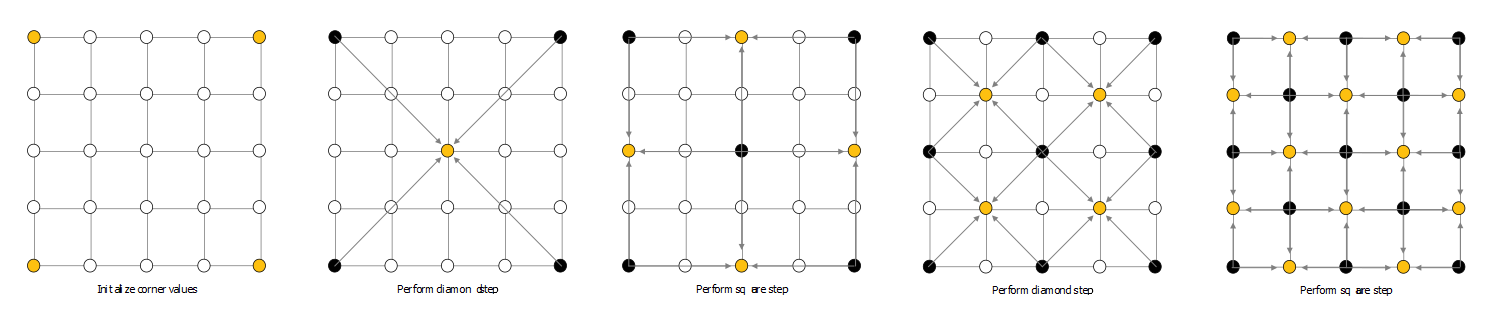 Initialize corner values
Perform diamond step
Perform square step
Perform diamond step
Perform square step